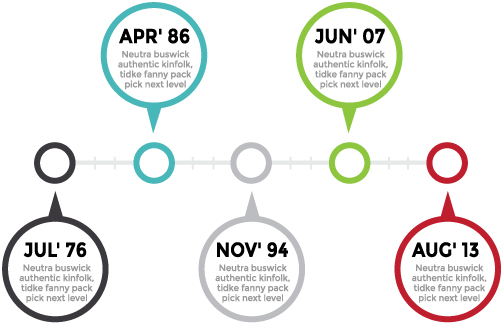 APR' 86
Neutra buswick
authentic kinfolk,
tidke fanny pack
pick next level
JUN' 07
Neutra buswick
authentic kinfolk,
tidke fanny pack
pick next level
JUL' 76
Neutra buswick
authentic kinfolk,
tidke fanny pack
pick next level
NOV' 94
Neutra buswick
authentic kinfolk,
tidke fanny pack
pick next level
AUG' 13
Neutra buswick
authentic kinfolk,
tidke fanny pack
pick next level